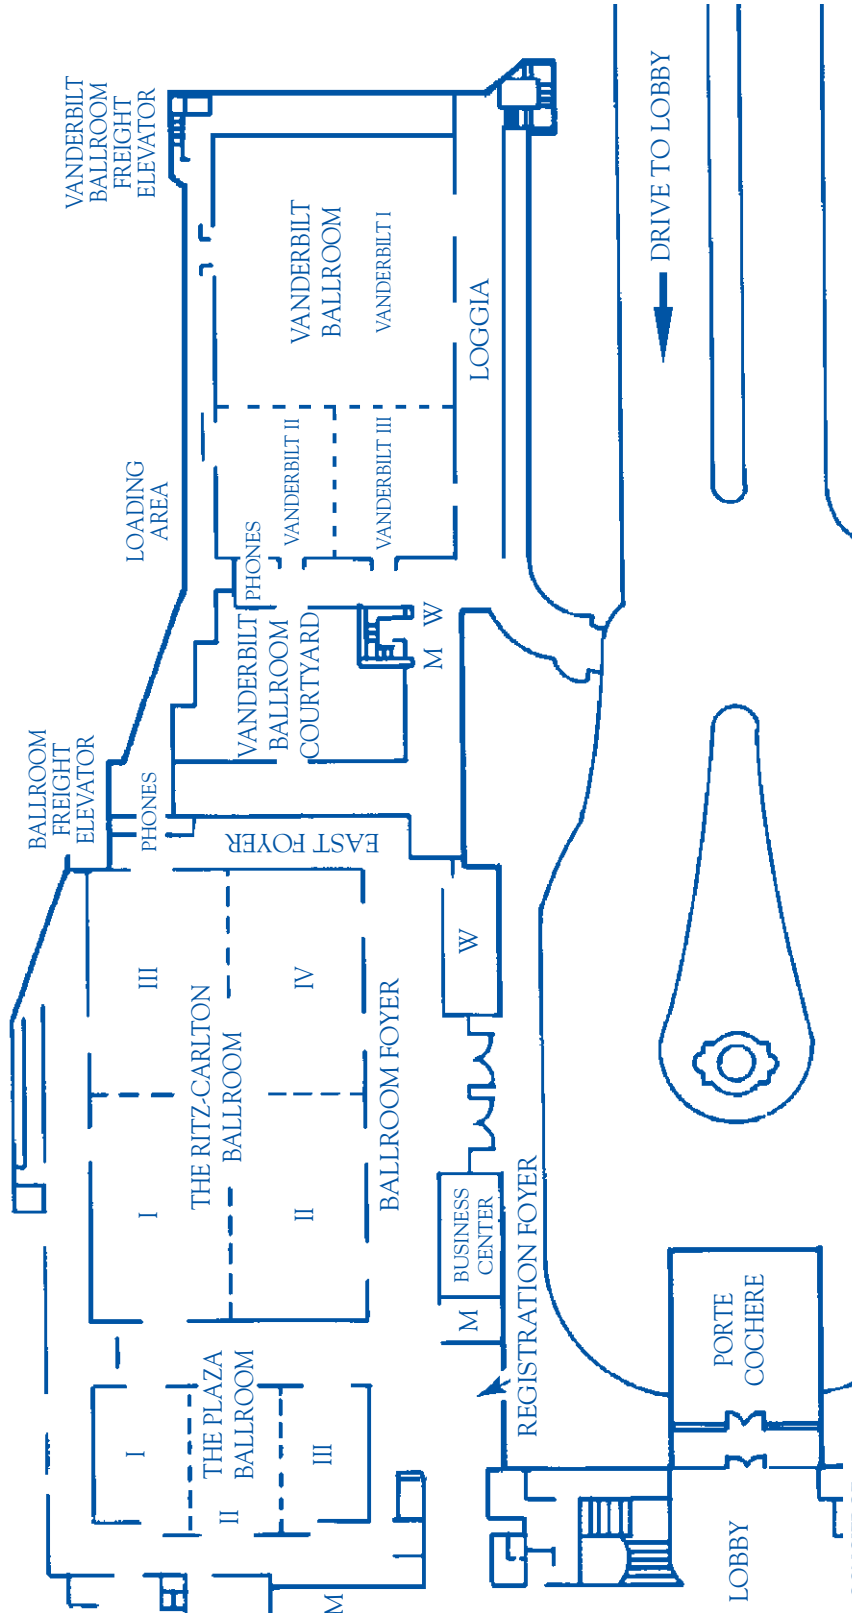 VANDERBILT
BALLROOM
FREIGHT
ELEVATOR
DRIVE TO LOBBY
VANDERBILT
BALLROOM
VANDERBILT I
LOGGIA
VANDERBILT II
VANDERBILT III
LOADING
AREA
PHONES
VANDERBILT
BALLROOM
COURTYARD
M W
BALLROOM
FREIGHT
ELEVATOR
PHONES
EAST FOYER
W
III
IV
THE RITZ-CARLTON
BALLROOM
I
II
BALLROOM FOYER
BUSINESS
CENTER
M
REGISTRATION FOYER
PORTE
COCHERE
THE PLAZA
BALLROOM
I
II
III
LOBBY
M